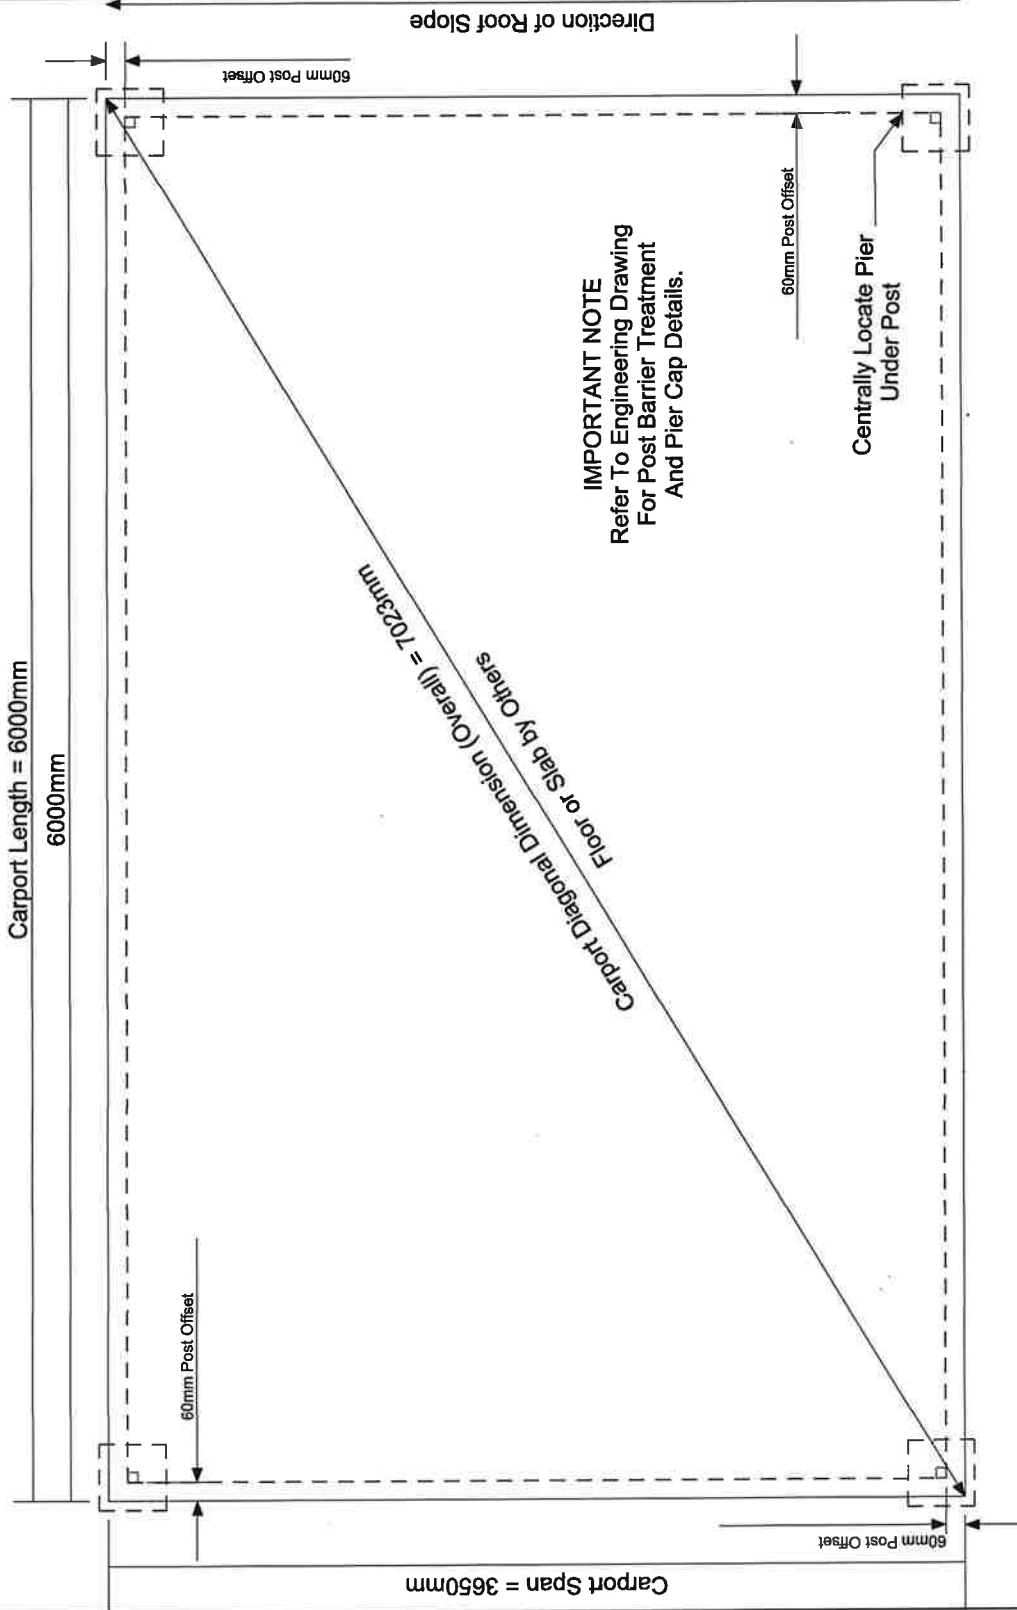 Direction of Roof Slope
60mm Post Offset
Carport Length = 6000mm
6000mm
60mm Post Offset
IMPORTANT NOTE
Refer To Engineering Drawing
For Post Barrier Treatment
And Pier Cap Details.
Centrally Locate Pier
Under Post
Carport Diagonal Dimension (Overall) = 7023mm
Floor or Slab by Others
60mm Post Offset
60mm Post Offset
Carport Span = 3650mm